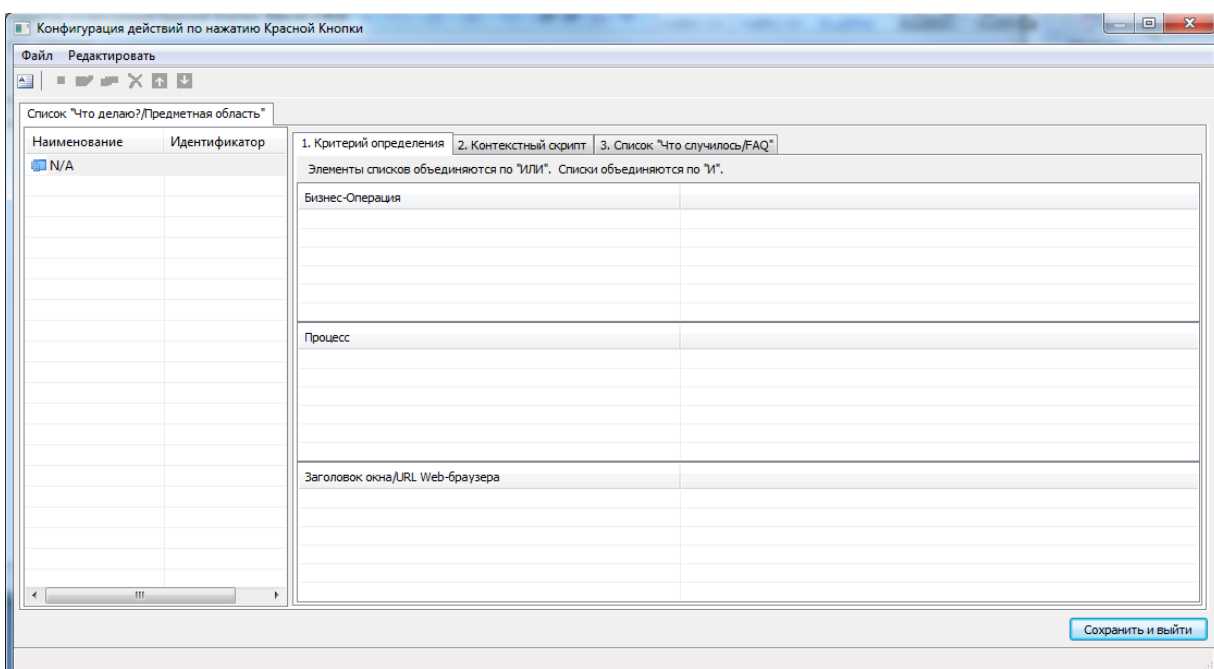 Конфигурация действий по нажатию Красной Кнопки
Файл Редактировать
Список "Что делаю?/Предметная область"
Наименование Идентификатор
N/A
1. Критерий определения 2. Контекстный скрипт 3. Список "Что случилось/FAQ"
Элементы списков объединяются по "ИЛИ". Списки объединяются по "И".
Бизнес-Операция
Процесс
Заголовок окна/URL Web-браузера
Сохранить и выйти